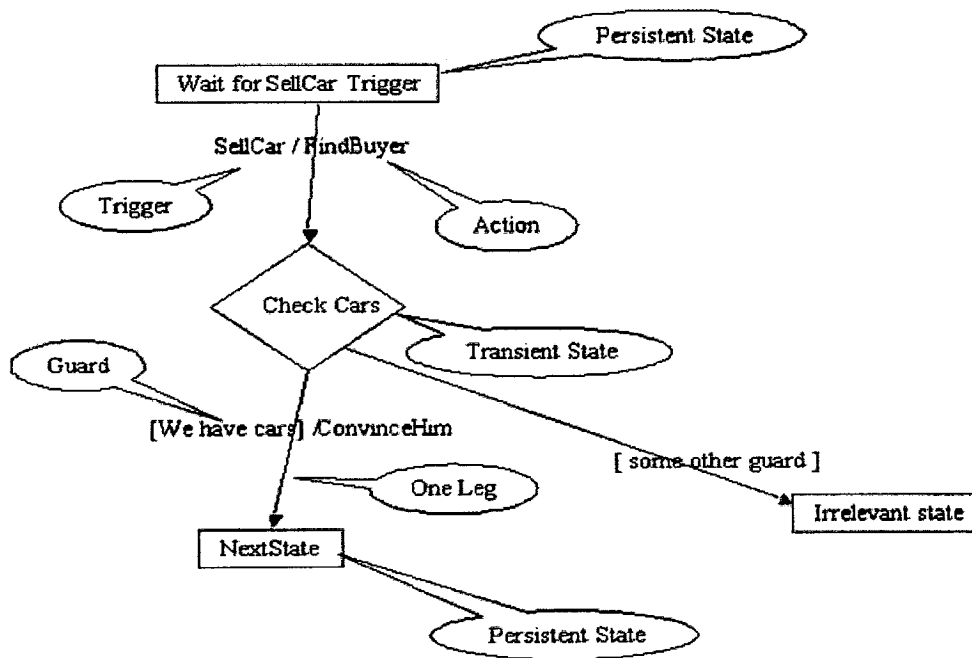 Persistent State
Wait for SellCar Trigger
SellCar / FindBuyer
Trigger
Action
Check Cars
Transient State
Guard
[We have cars] /ConvinceHim
[ some other guard ]
One Leg
Irrelevant state
NextState
Persistent State